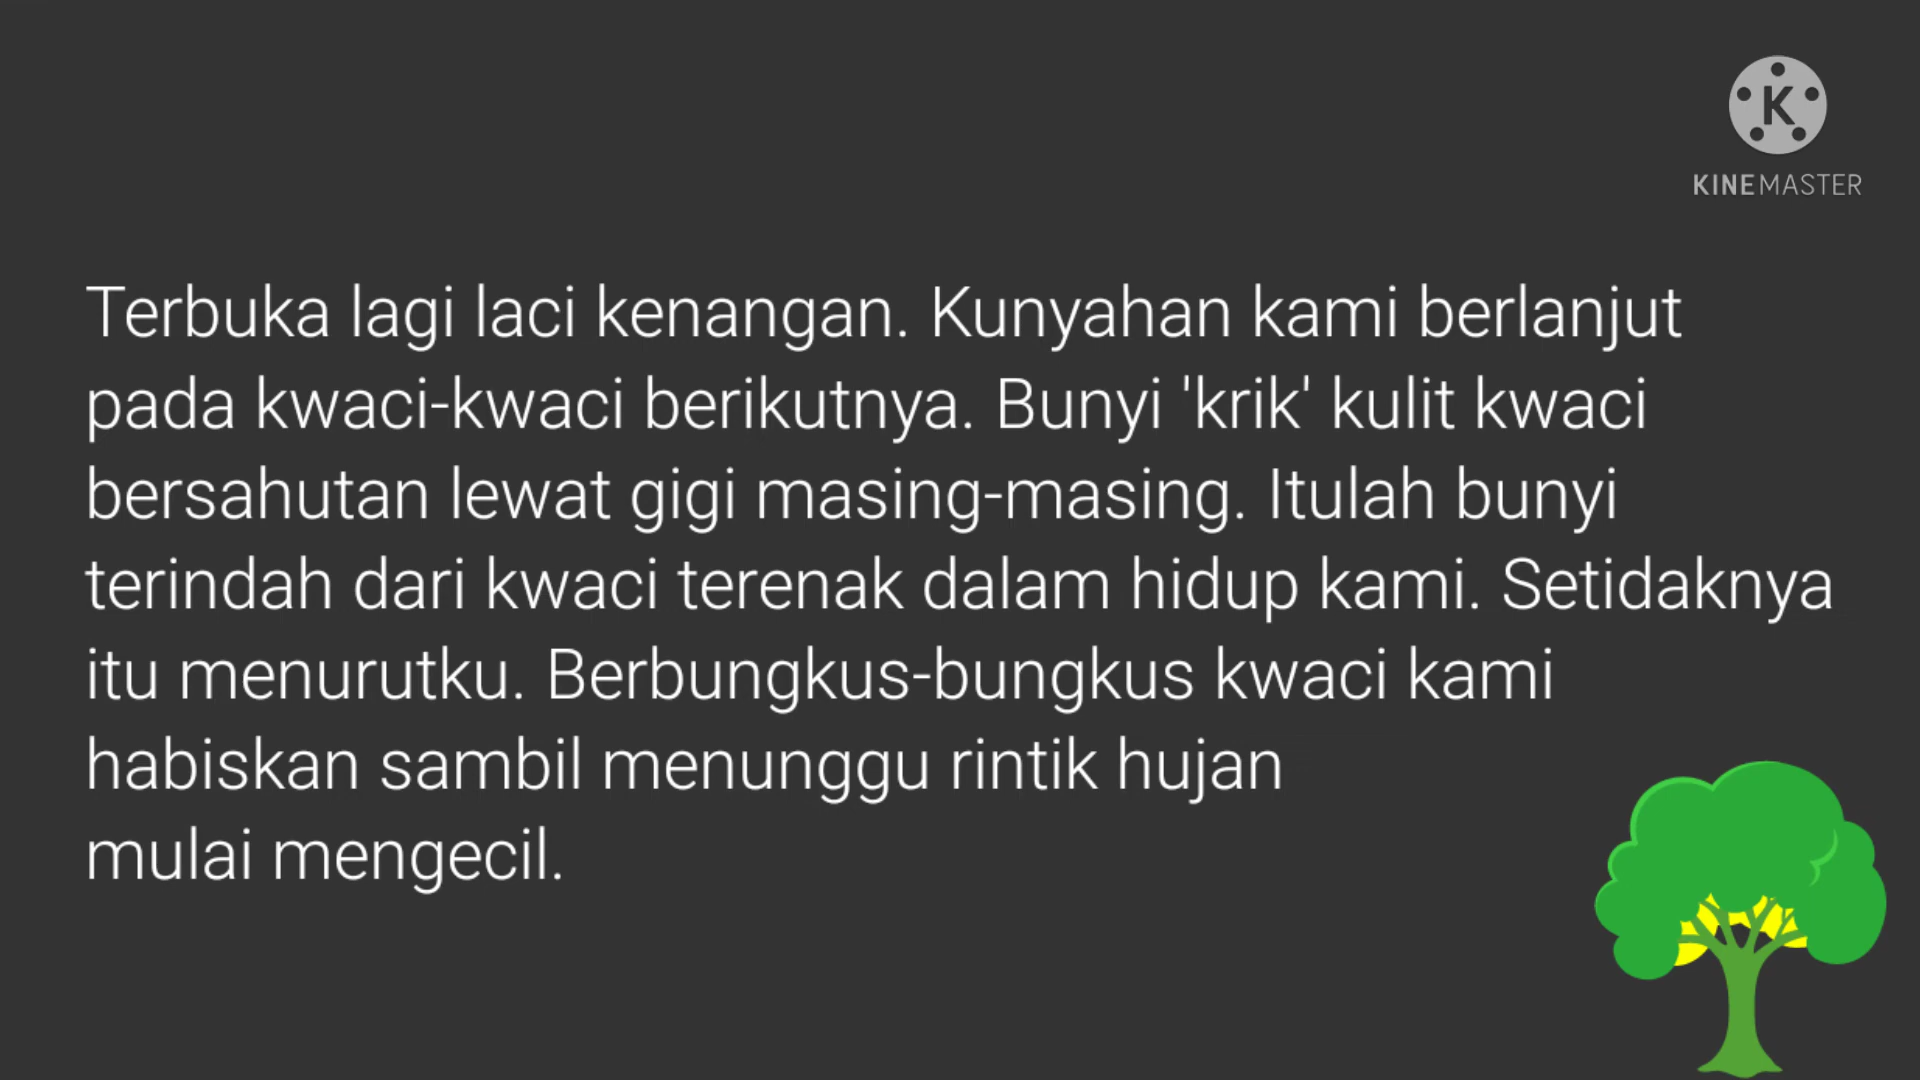 K
KINEMASTER
Terbuka lagi laci kenangan. Kunyahan kami berlanjut
pada kwaci-kwaci berikutnya. Bunyi 'krik' kulit kwaci
bersahutan lewat gigi masing-masing. Itulah bunyi
terindah dari kwaci terenak dalam hidup kami. Setidaknya
itu menurutku. Berbungkus-bungkus kwaci kami
habiskan sambil menunggu rintik hujan
mulai mengecil.